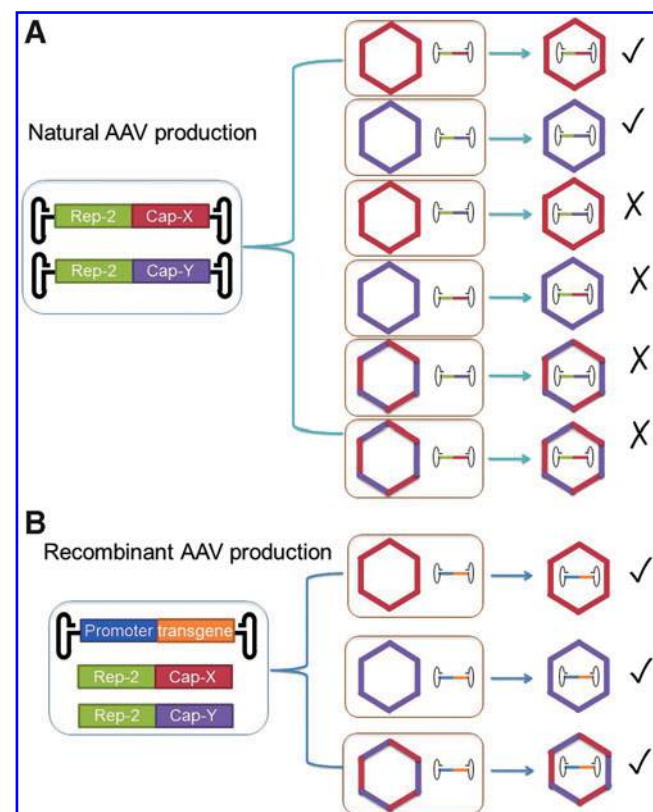 A
Natural AAV production
Rep-2 Cap-X
Rep-2 Cap-Y
✓
✓
X
X
X
X
B
Recombinant AAV production
Promoter transgene
Rep-2 Cap-X
Rep-2 Cap-Y
✓
✓
✓